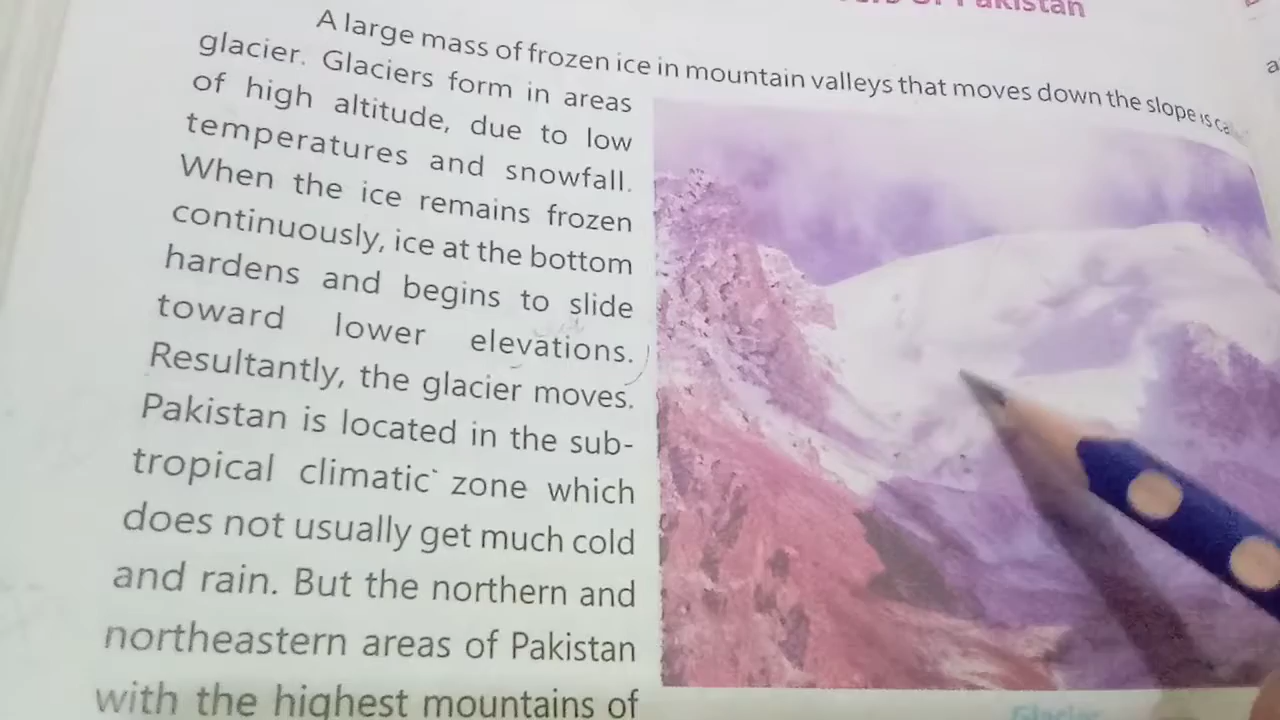 of Pakistan
A large mass of frozen ice in mountain valleys that moves down the slope is
glacier. Glaciers form in areas
of high altitude, due to low
temperatures and snowfall.
When the ice remains frozen
continuously, ice at the bottom
hardens and begins to slide
toward lower elevations.
Resultantly, the glacier moves.
Pakistan is located in the sub-
tropical climatic zone which
does not usually get much cold
and rain. But the northern and
northeastern areas of Pakistan
with the highest mountains of
Glacier